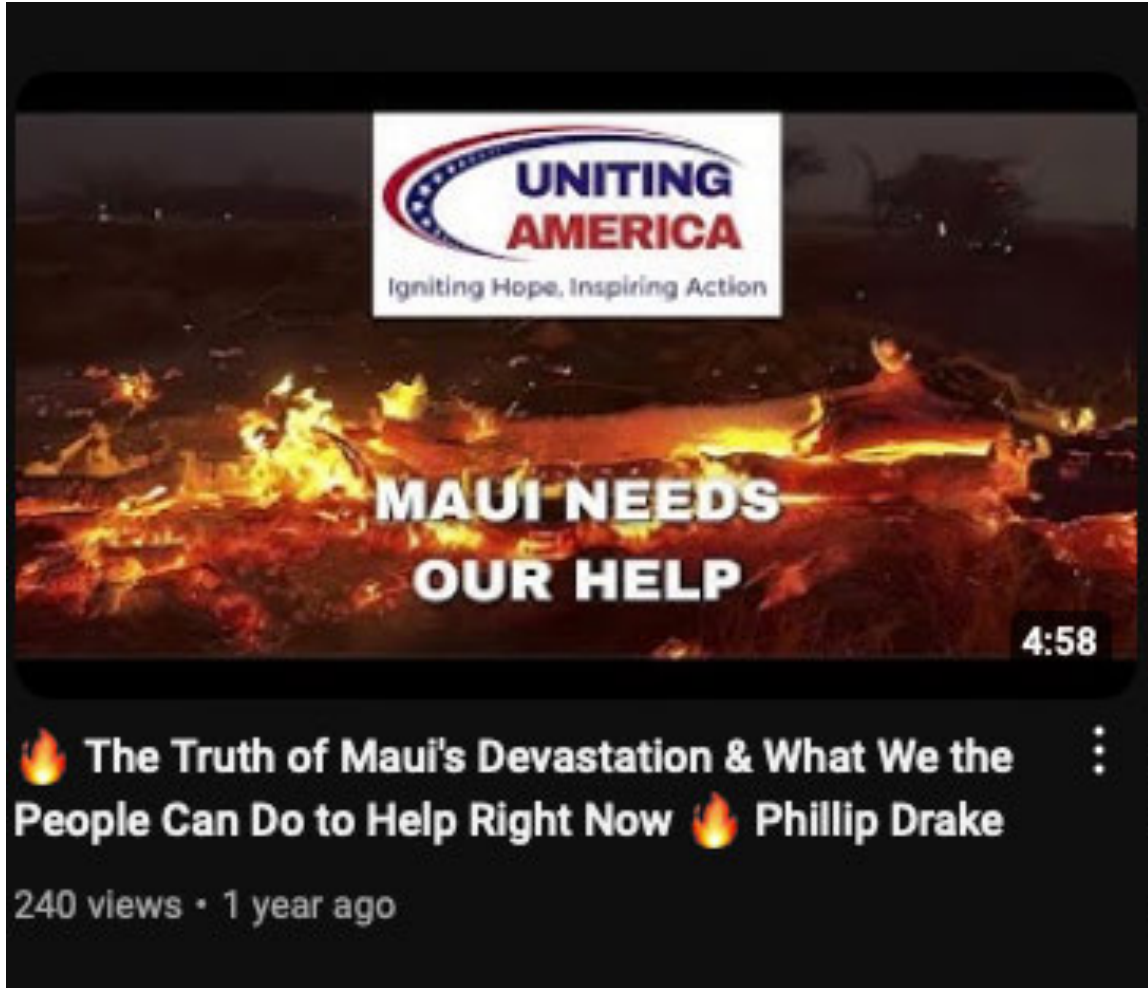 UNITING
AMERICA
Igniting Hope, Inspiring Action
MAUI NEEDS
OUR HELP
4:58
🔥 The Truth of Maui's Devastation & What We the
People Can Do to Help Right Now 🔥 Phillip Drake
240 views • 1 year ago